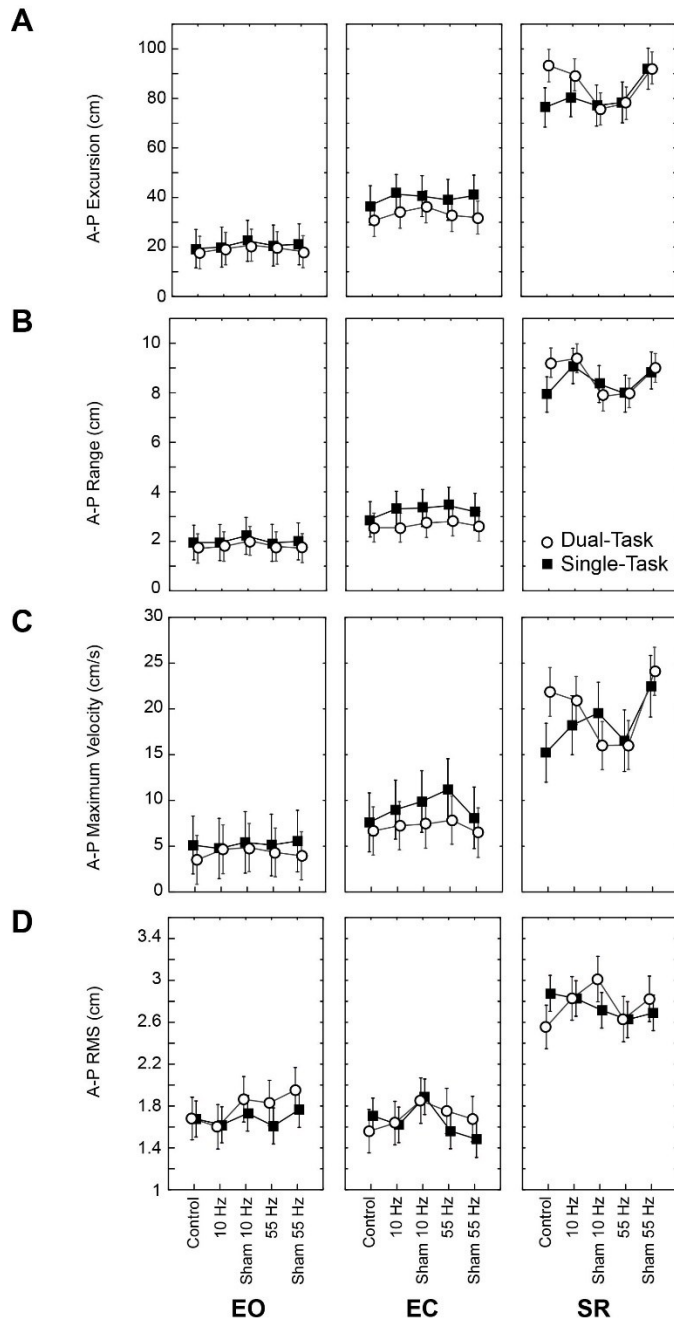 A
A-P Excursion (cm)
100
80
60
40
20
0
B
A-P Range (cm)
10
8
6
4
2
0
Dual-Task
Single-Task
C
A-P Maximum Velocity (cm/s)
30
25
20
15
10
5
0
D
A-P RMS (cm)
3.4
3
2.6
2.2
1.8
1.4
1
Control
10 Hz
Sham 10 Hz
55 Hz
Sham 55 Hz
Control
10 Hz
Sham 10 Hz
55 Hz
Sham 55 Hz
Control
10 Hz
Sham 10 Hz
55 Hz
Sham 55 Hz
EO
EC
SR